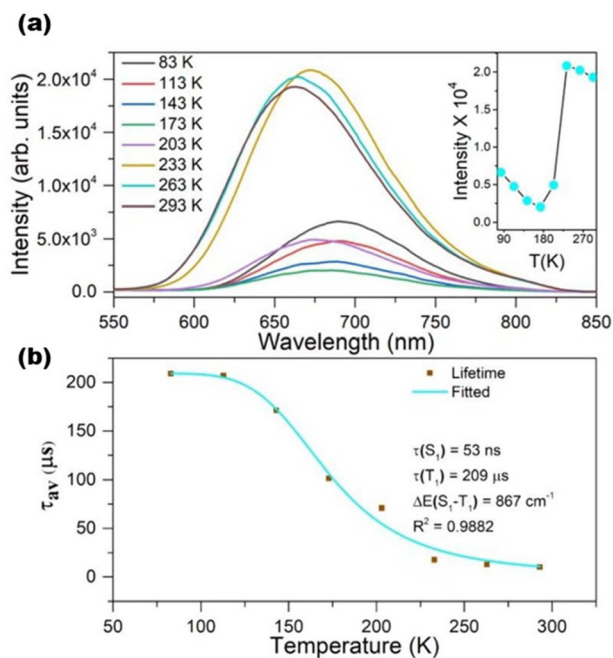 (a)
83 K
113 K
143 K
173 K
203 K
233 K
263 K
293 K
Intensity (arb. units)
2.0x10⁴
1.5x10⁴
1.0x10⁴
5.0x10³
0.0
550 600 650 700 750 800 850
Wavelength (nm)
Intensity X 10⁴
2.0
1.5
1.0
0.5
0.0
90 180 270
T(K)
(b)
τav (µs)
200
150
100
50
0
Lifetime
Fitted
τ(S₁) = 53 ns
τ(T₁) = 209 µs
ΔE(S₁-T₁) = 867 cm⁻¹
R² = 0.9882
50 100 150 200 250 300
Temperature (K)